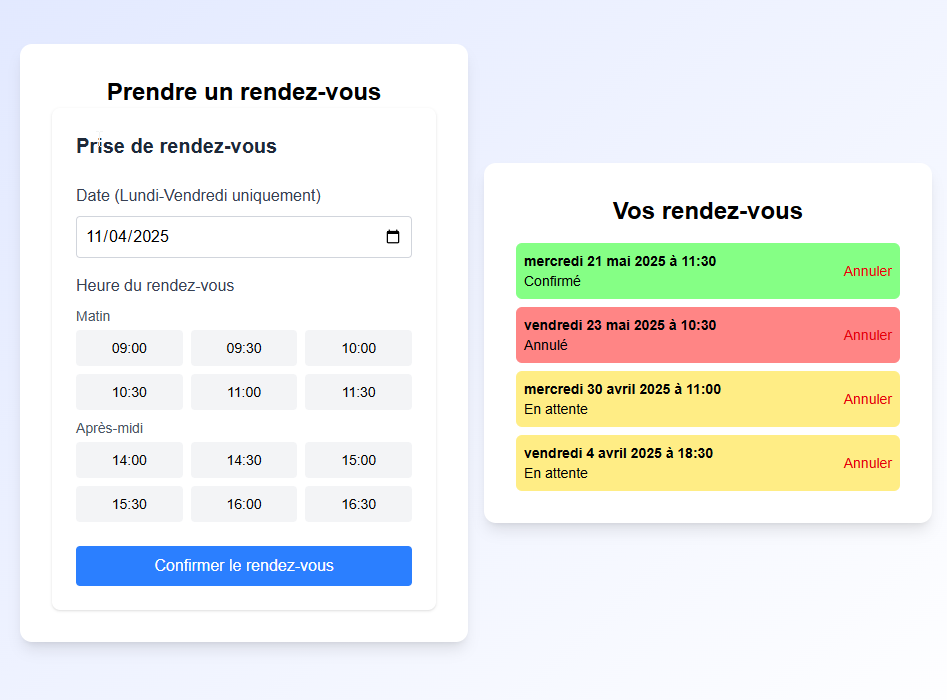 Prendre un rendez-vous
Prise de rendez-vous
Date (Lundi-Vendredi uniquement)
11/04/2025
Heure du rendez-vous
Matin
09:00 09:30 10:00
10:30 11:00 11:30
Après-midi
14:00 14:30 15:00
15:30 16:00 16:30
Confirmer le rendez-vous
Vos rendez-vous
mercredi 21 mai 2025 à 11:30
Confirmé
Annuler
vendredi 23 mai 2025 à 10:30
Annulé
Annuler
mercredi 30 avril 2025 à 11:00
En attente
Annuler
vendredi 4 avril 2025 à 18:30
En attente
Annuler